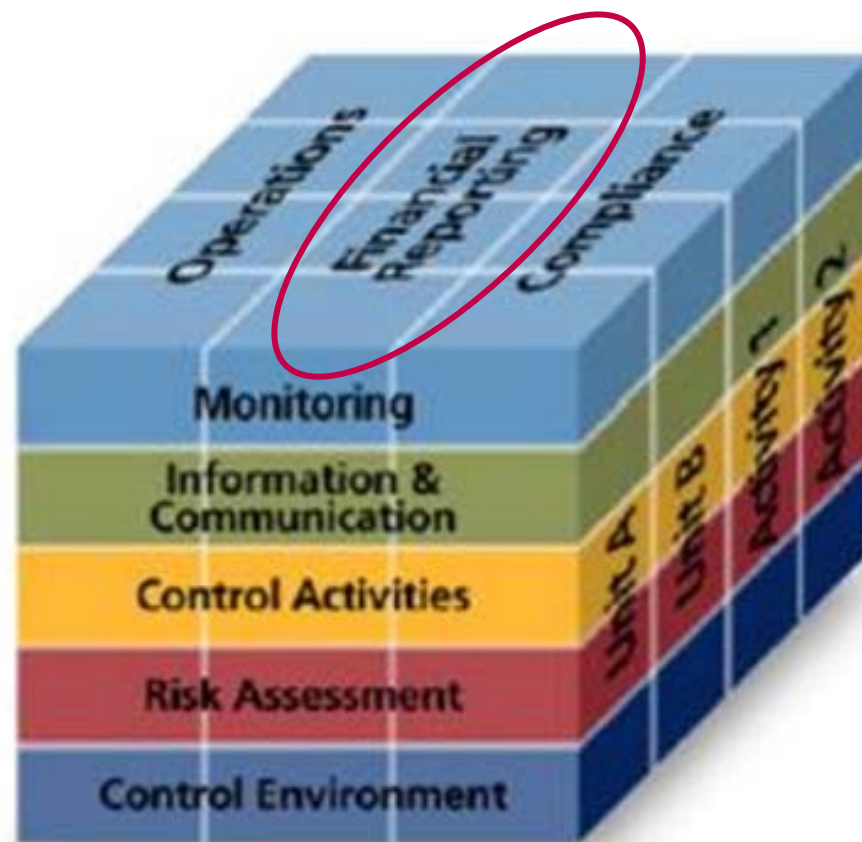 Operations
Financial
Reporting
Compliance
Monitoring
Information &
Communication
Control Activities
Risk Assessment
Control Environment
Unit A
Unit B
Activity 1
Activity 2